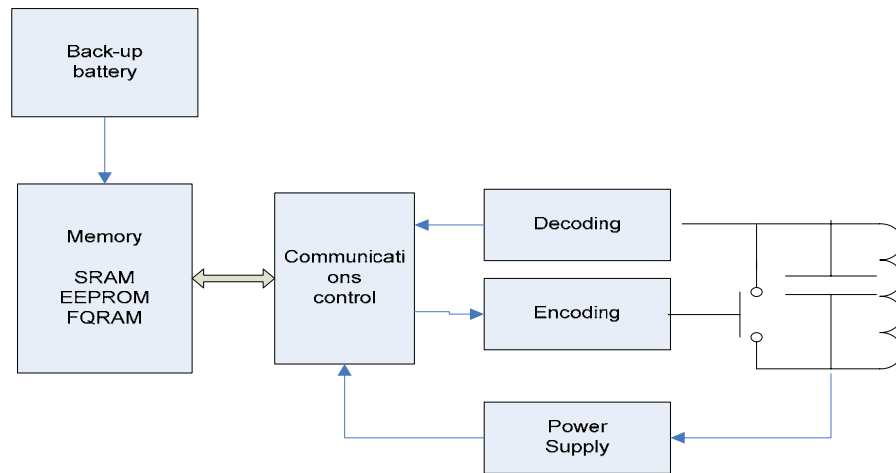 Back-up
battery
Memory
SRAM
EEPROM
FQRAM
Communicati
ons
control
Decoding
Encoding
Power
Supply